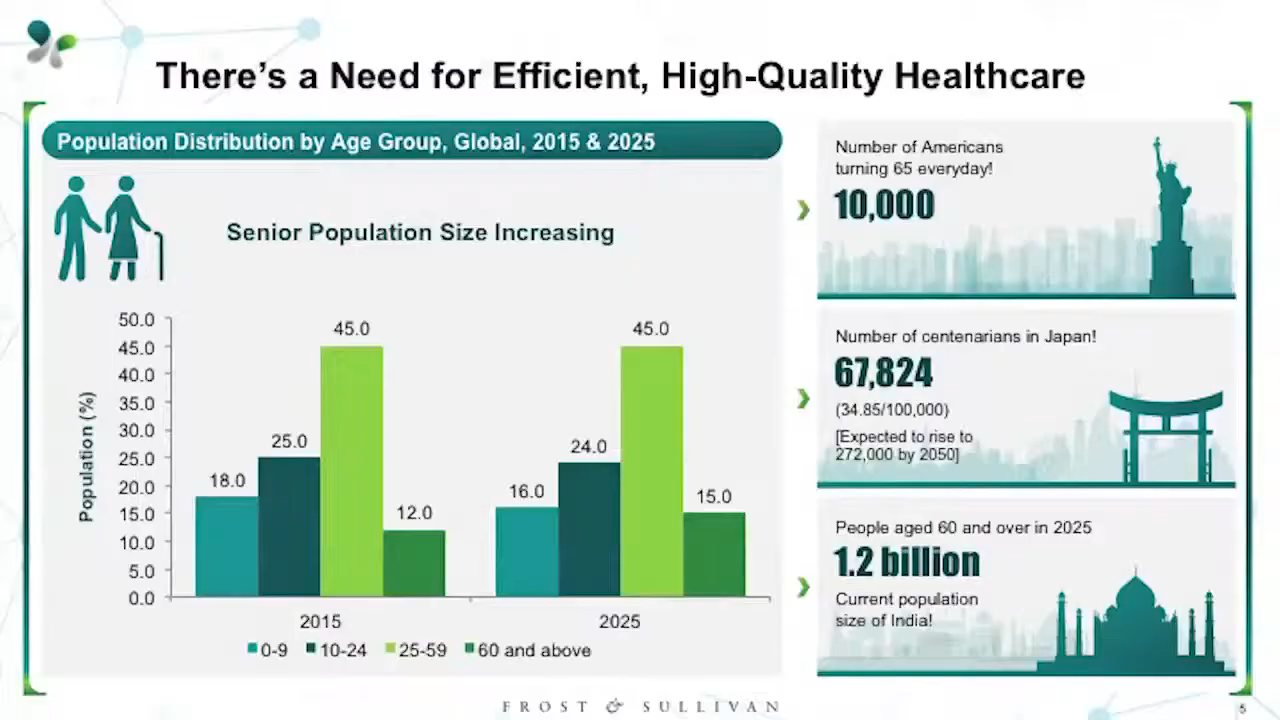 There's a Need for Efficient, High-Quality Healthcare
Population Distribution by Age Group, Global, 2015 & 2025
Senior Population Size Increasing
Population (%)
50.0
45.0
40.0
35.0
30.0
25.0
20.0
15.0
10.0
5.0
0.0
18.0
25.0
45.0
12.0
16.0
24.0
45.0
15.0
2015
2025
0-9
10-24
25-59
60 and above
Number of Americans
turning 65 everyday!
10,000
Number of centenarians in Japan!
67,824
(34.85/100,000)
[Expected to rise to
272,000 by 2050]
People aged 60 and over in 2025
1.2 billion
Current population
size of India!
FROST & SULLIVAN
5